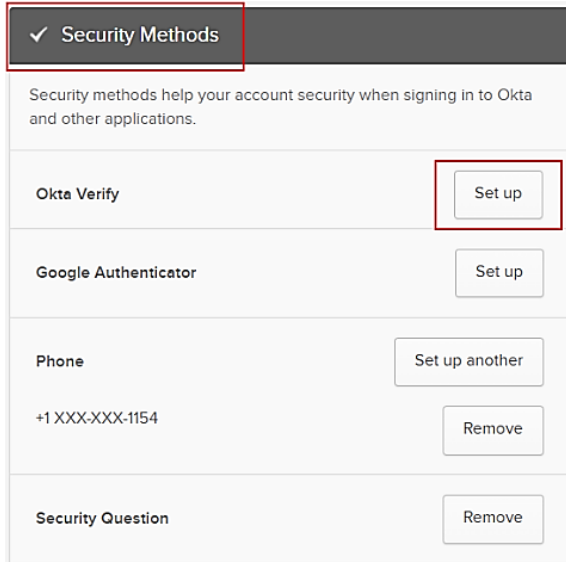 Security Methods
Security methods help your account security when signing in to Okta
and other applications.
Okta Verify
Set up
Google Authenticator
Set up
Phone
Set up another
+1 XXX-XXX-1154
Remove
Security Question
Remove